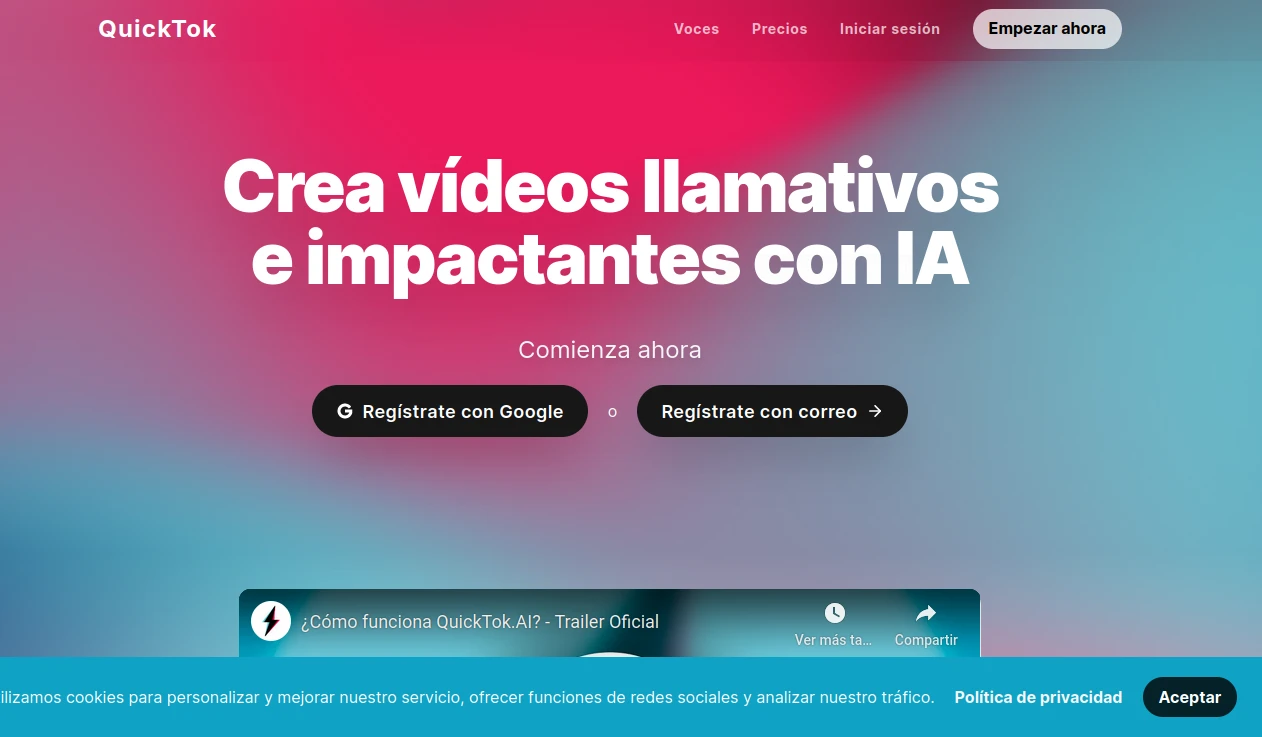 QuickTok
Voces
Precios
Iniciar sesión
Empezar ahora
Crea vídeos llamativos
e impactantes con IA
Comienza ahora
Regístrate con Google
o
Regístrate con correo
¿Cómo funciona QuickTok.AI? - Trailer Oficial
Ver más ta...
Compartir
ilizamos cookies para personalizar y mejorar nuestro servicio, ofrecer funciones de redes sociales y analizar nuestro tráfico.
Política de privacidad
Aceptar